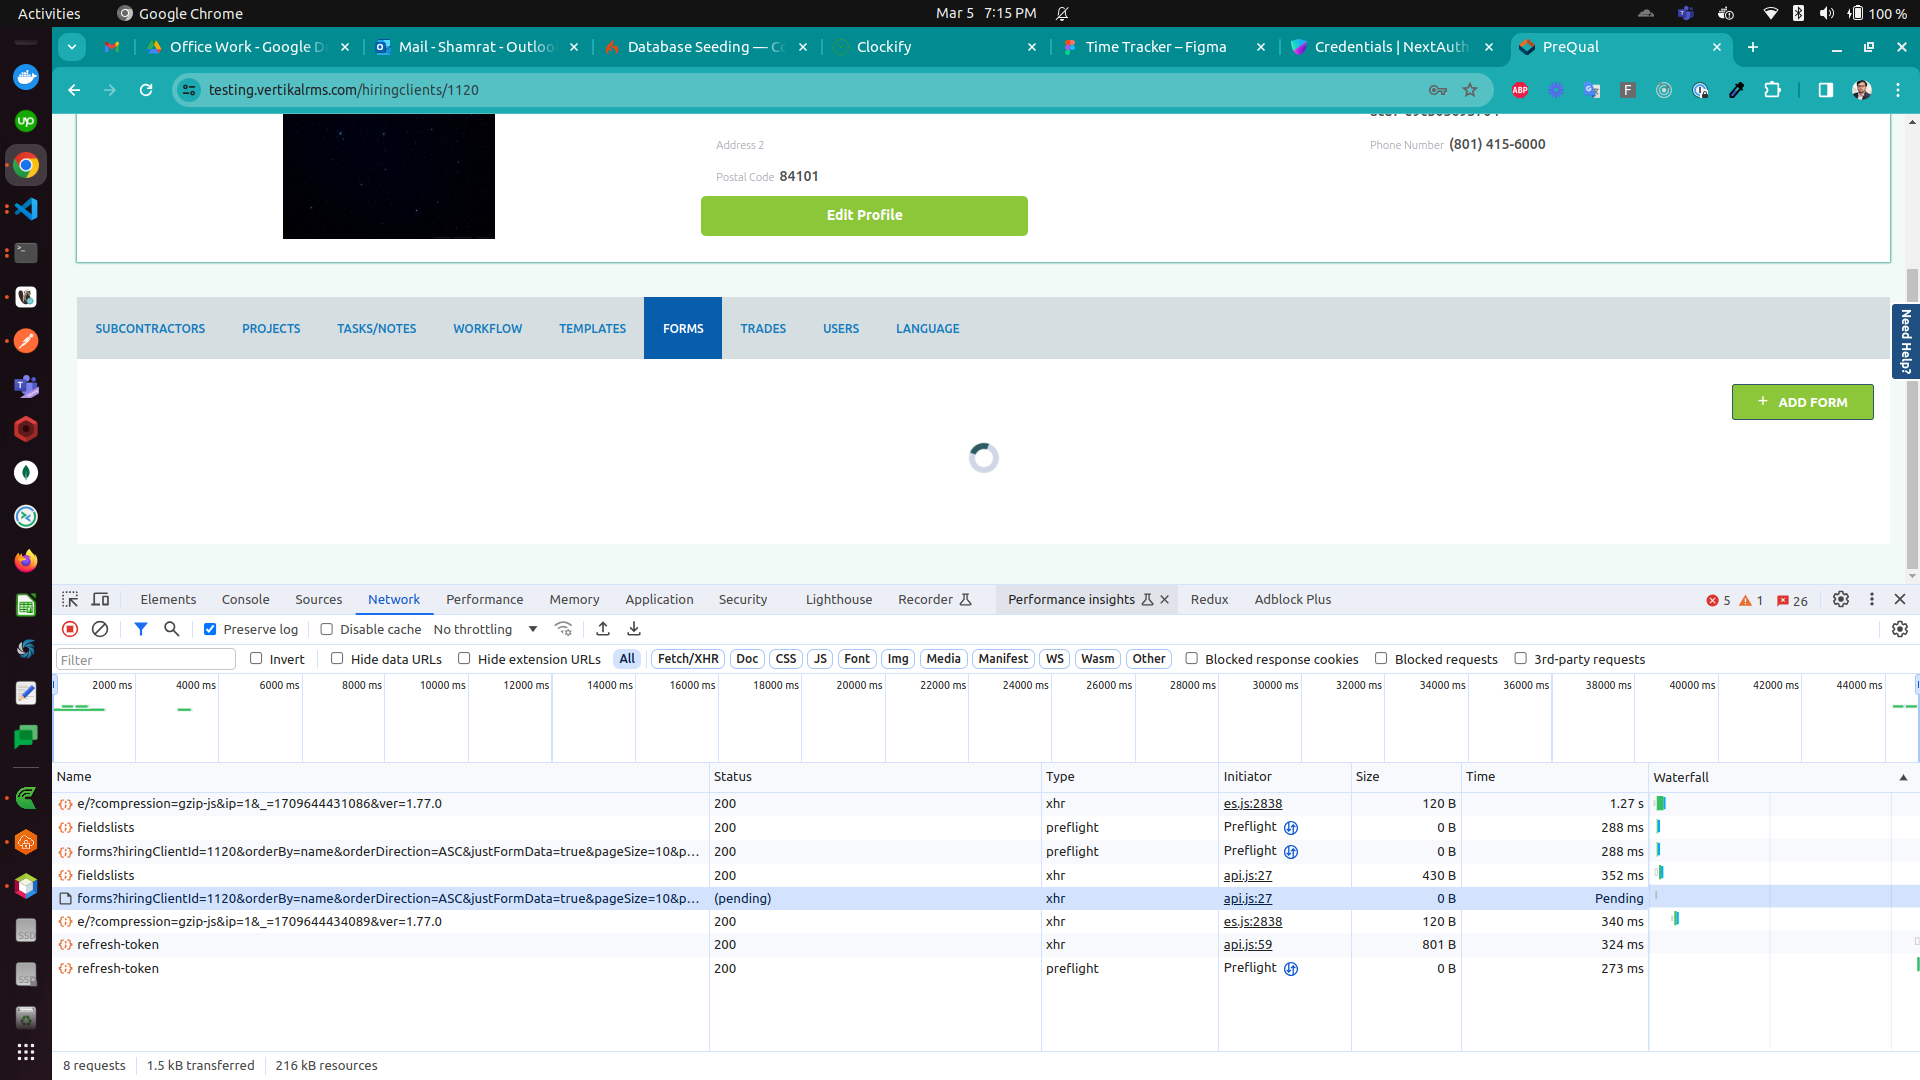 Activities Google Chrome Mar 5 7:15 PM 100 %
Office Work - Google D Mail - Shamrat - Outloo Database Seeding — Co Clockify Time Tracker – Figma Credentials | NextAuth PreQual
testing.vertikalrms.com/hiringclients/1120 ABP F
Address 2
Phone Number (801) 415-6000
Postal Code 84101
Edit Profile
SUBCONTRACTORS PROJECTS TASKS/NOTES WORKFLOW TEMPLATES FORMS TRADES USERS LANGUAGE
Need Help?
+ ADD FORM
Elements Console Sources Network Performance Memory Application Security Lighthouse Recorder Performance insights Redux Adblock Plus 5 1 26
Preserve log Disable cache No throttling
Filter Invert Hide data URLs Hide extension URLs All Fetch/XHR Doc CSS JS Font Img Media Manifest WS Wasm Other Blocked response cookies Blocked requests 3rd-party requests
2000 ms 4000 ms 6000 ms 8000 ms 10000 ms 12000 ms 14000 ms 16000 ms 18000 ms 20000 ms 22000 ms 24000 ms 26000 ms 28000 ms 30000 ms 32000 ms 34000 ms 36000 ms 38000 ms 40000 ms 42000 ms 44000 ms
Name Status Type Initiator Size Time Waterfall
e/?compression=gzip-js&ip=1&_=1709644431086&ver=1.77.0 200 xhr es.js:2838 120 B 1.27 s
fieldslists 200 preflight Preflight 0 B 288 ms
forms?hiringClientId=1120&orderBy=name&orderDirection=ASC&justFormData=true&pageSize=10&p... 200 preflight Preflight 0 B 288 ms
fieldslists 200 xhr api.js:27 430 B 352 ms
forms?hiringClientId=1120&orderBy=name&orderDirection=ASC&justFormData=true&pageSize=10&p... (pending) xhr api.js:27 0 B Pending
e/?compression=gzip-js&ip=1&_=1709644434089&ver=1.77.0 200 xhr es.js:2838 120 B 340 ms
refresh-token 200 xhr api.js:59 801 B 324 ms
refresh-token 200 preflight Preflight 0 B 273 ms
8 requests 1.5 kB transferred 216 kB resources